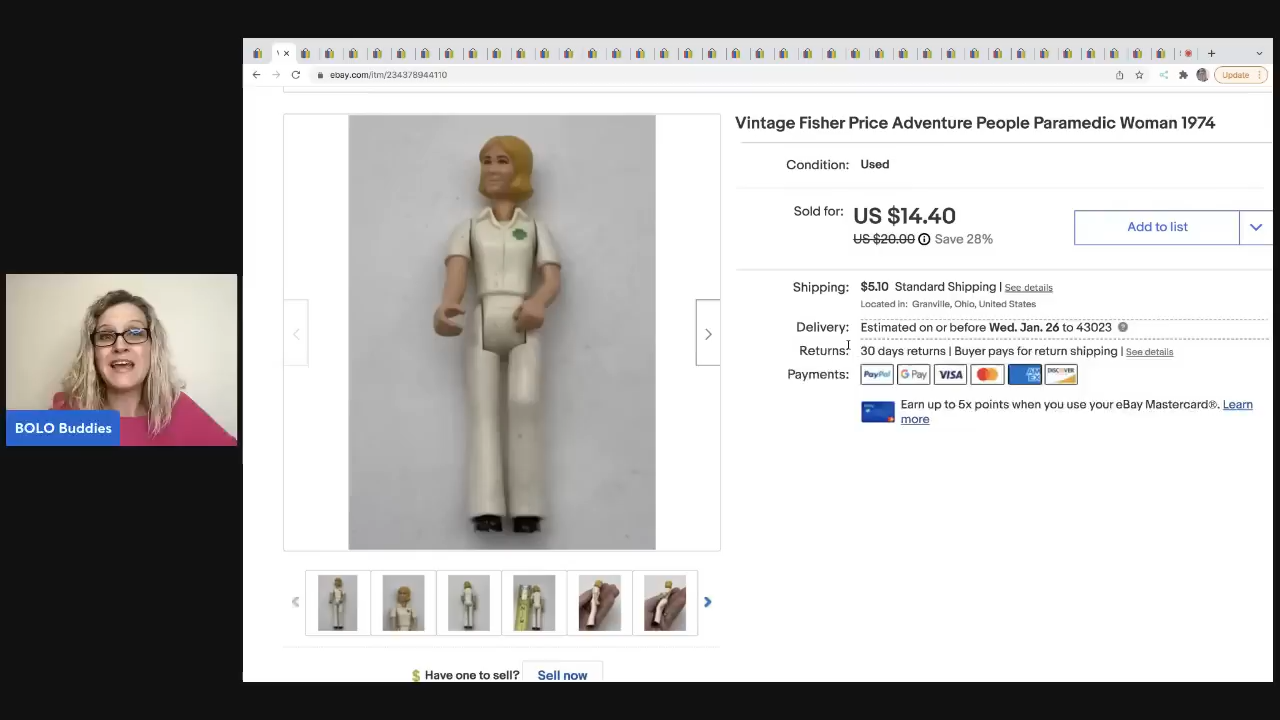 ebay.com/itm/234378944110
Update
Vintage Fisher Price Adventure People Paramedic Woman 1974
Condition: Used
Sold for: US $14.40
US $20.00 Save 28%
Add to list
Shipping: $5.10 Standard Shipping | See details
Located in: Granville, Ohio, United States
Delivery: Estimated on or before Wed. Jan. 26 to 43023
Returns: 30 days returns | Buyer pays for return shipping | See details
Payments: PayPal G Pay VISA MasterCard DISCOVER
Earn up to 5x points when you use your eBay Mastercard®. Learn
more
BOLO Buddies
$ Have one to sell? Sell now